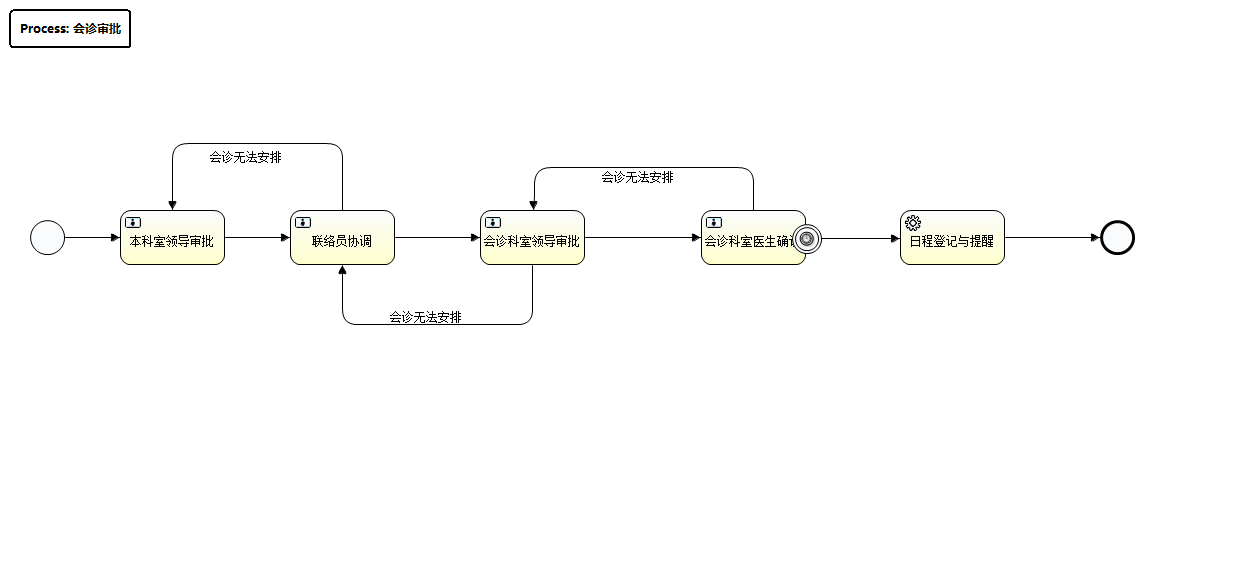 Process: 会诊审批
会诊无法安排
会诊无法安排
本科室领导审批
联络员协调
会诊科室领导审批
会诊科室医生确
日程登记与提醒
会诊无法安排